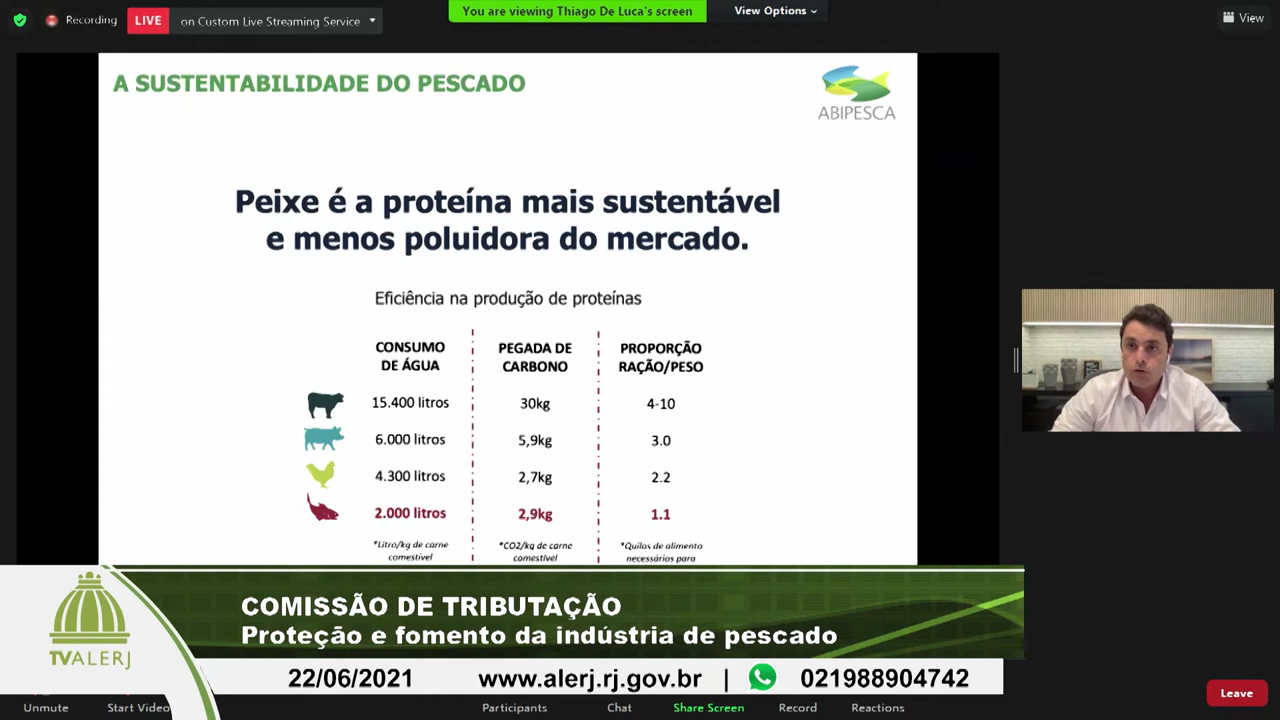 Recording
LIVE
on Custom Live Streaming Service
You are viewing Thiago De Luca's screen
View Options
View
A SUSTENTABILIDADE DO PESCADO
ABIPESCA
Peixe é a proteína mais sustentável
e menos poluidora do mercado.
Eficiência na produção de proteínas
CONSUMO DE ÁGUA PEGADA DE CARBONO PROPORÇÃO RAÇÃO/PESO
15.400 litros 30kg 4-10
6.000 litros 5,9kg 3.0
4.300 litros 2,7kg 2.2
2.000 litros 2,9kg 1.1
*Litro/kg de carne comestível *CO2/kg de carne comestível *Quilos de alimento necessários para
COMISSÃO DE TRIBUTAÇÃO
Proteção e fomento da indústria de pescado
TVALERJ
22/06/2021 www.alerj.rj.gov.br | 021988904742
Unmute Start Video Participants Chat Share Screen Record Reactions
Leave